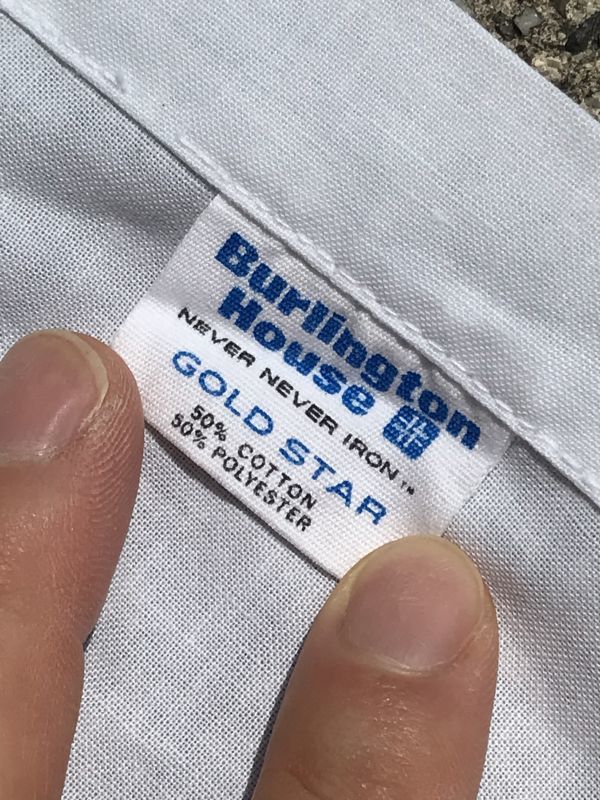 Burlington
House
NEVER NEVER IRON™
GOLD STAR
50% COTTON
50% POLYESTER